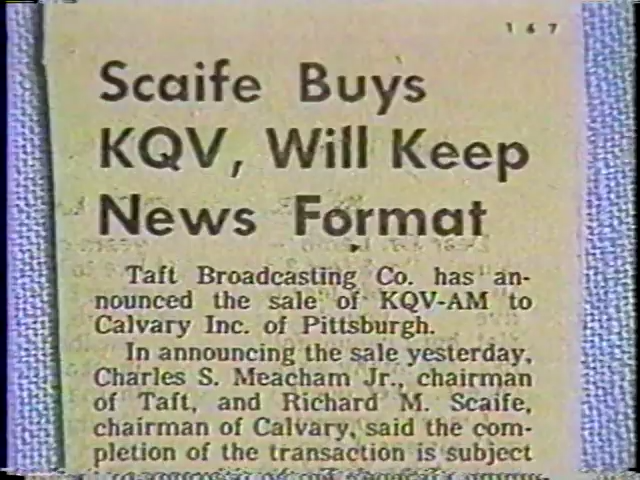 1 6 7
Scaife Buys
KQV, Will Keep
News Format
Taft Broadcasting Co. has an-
nounced the sale of KQV-AM to
Calvary Inc. of Pittsburgh.
In announcing the sale yesterday,
Charles S. Meacham Jr., chairman
of Taft, and Richard M. Scaife,
chairman of Calvary, said the com-
pletion of the transaction is subject